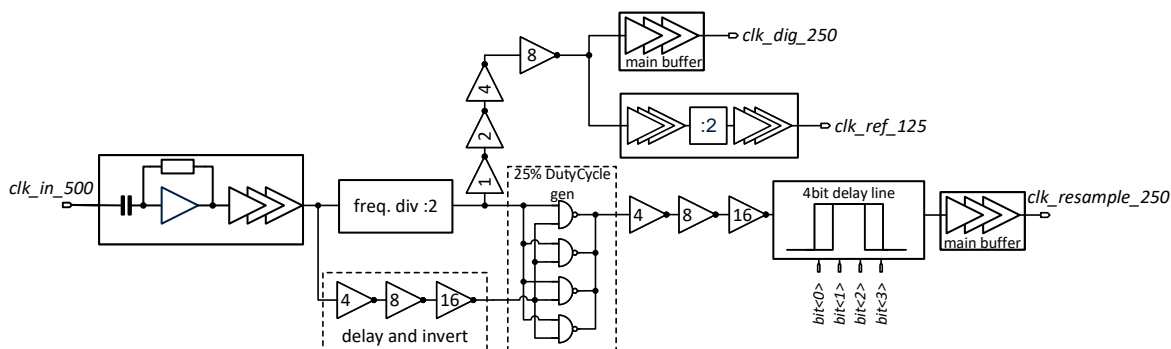 clk_dig_250
main buffer
8
4
2
1
:2
clk_ref_125
clk_in_500
25% DutyCycle
gen
freq. div :2
4
8
16
4bit delay line
clk_resample_250
main buffer
bit<0>
bit<1>
bit<2>
bit<3>
4
8
16
delay and invert